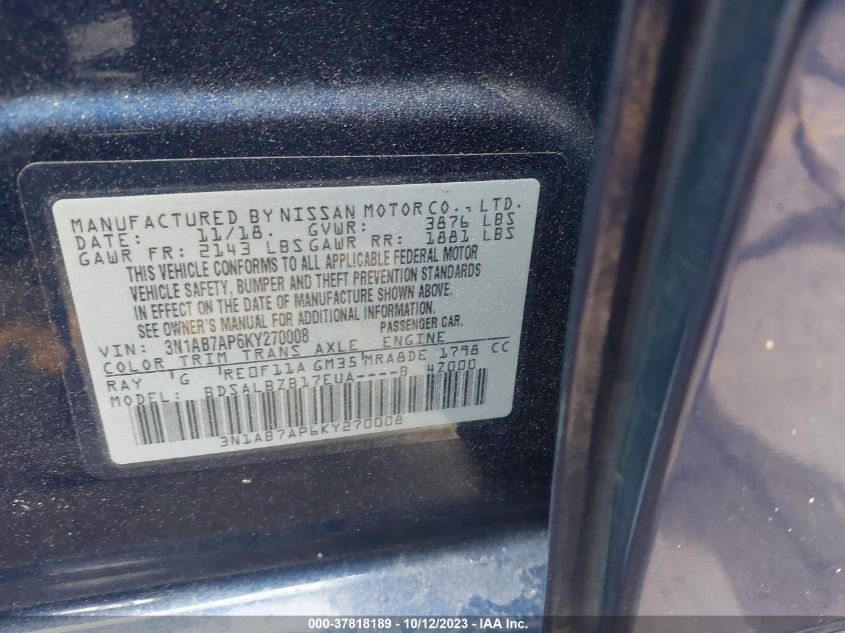 MANUFACTURED BY NISSAN MOTOR CO., LTD.
DATE: 11/18. GVWR: 3876 LBS
GAWR FR: 2143 LBS GAWR RR: 1881 LBS
THIS VEHICLE CONFORMS TO ALL APPLICABLE FEDERAL MOTOR
VEHICLE SAFETY, BUMPER AND THEFT PREVENTION STANDARDS
IN EFFECT ON THE DATE OF MANUFACTURE SHOWN ABOVE.
SEE OWNER'S MANUAL FOR ADDITIONAL INFORMATION.
VIN: 3N1AB7AP6KY270008 PASSENGER CAR.
COLOR TRIM TRANS AXLE ENGINE
RAY G RE0F11A GM35 MRA8DE 1798 CC
MODEL: BDSALBZB17EUA----B 4Z000
3N1AB7AP6KY270008
000-37818189 - 10/12/2023 - IAA Inc.